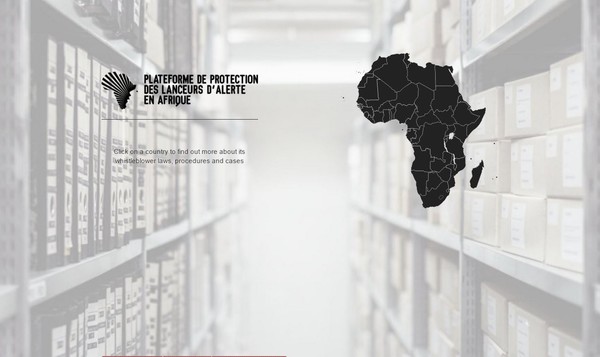 PLATEFORME DE PROTECTION
DES LANCEURS D'ALERTE
EN AFRIQUE
Click on a country to find out more about its
whistleblower laws, procedures and cases